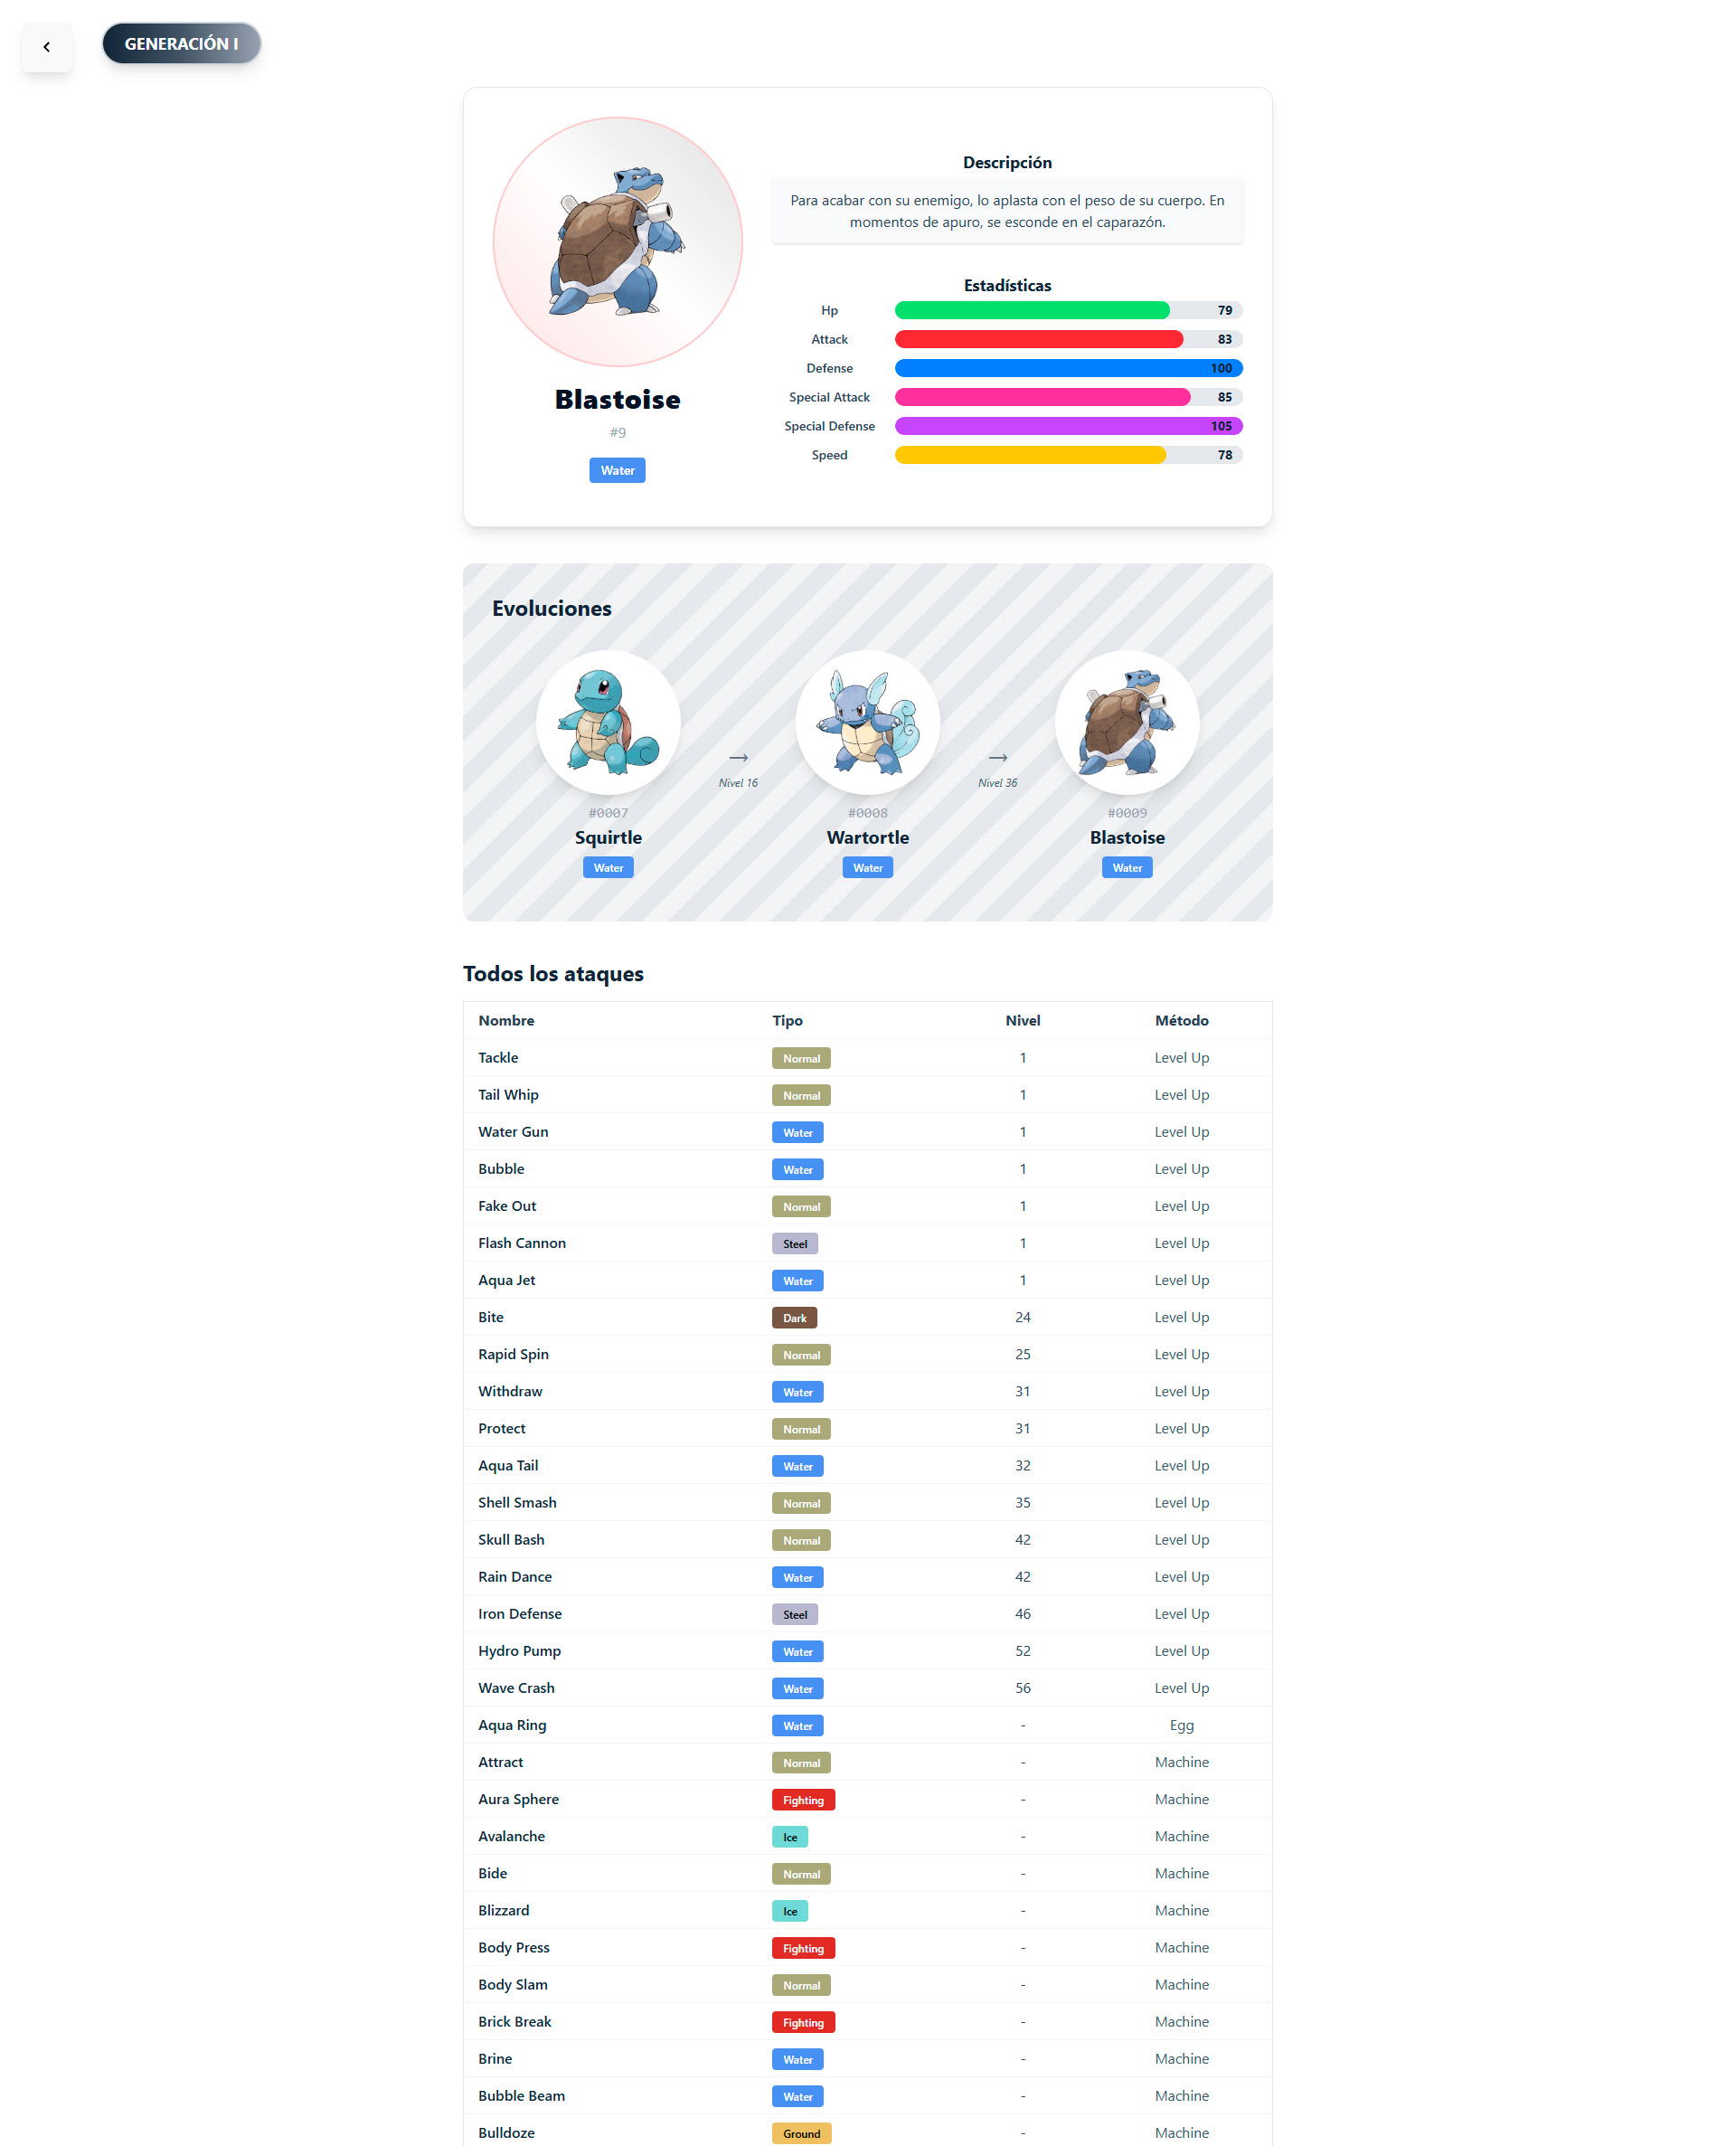 GENERACIÓN I
Descripción
Para acabar con su enemigo, lo aplasta con el peso de su cuerpo. En
momentos de apuro, se esconde en el caparazón.
Estadísticas
Hp 79
Attack 83
Defense 100
Special Attack 85
Special Defense 105
Speed 78
Blastoise
#9
Water
Evoluciones
Nivel 16 Nivel 36
#0007 #0008 #0009
Squirtle Wartortle Blastoise
Water Water Water
Todos los ataques
Nombre Tipo Nivel Método
Tackle Normal 1 Level Up
Tail Whip Normal 1 Level Up
Water Gun Water 1 Level Up
Bubble Water 1 Level Up
Fake Out Normal 1 Level Up
Flash Cannon Steel 1 Level Up
Aqua Jet Water 1 Level Up
Bite Dark 24 Level Up
Rapid Spin Normal 25 Level Up
Withdraw Water 31 Level Up
Protect Normal 31 Level Up
Aqua Tail Water 32 Level Up
Shell Smash Normal 35 Level Up
Skull Bash Normal 42 Level Up
Rain Dance Water 42 Level Up
Iron Defense Steel 46 Level Up
Hydro Pump Water 52 Level Up
Wave Crash Water 56 Level Up
Aqua Ring Water - Egg
Attract Normal - Machine
Aura Sphere Fighting - Machine
Avalanche Ice - Machine
Bide Normal - Machine
Blizzard Ice - Machine
Body Press Fighting - Machine
Body Slam Normal - Machine
Brick Break Fighting - Machine
Brine Water - Machine
Bubble Beam Water - Machine
Bulldoze Ground - Machine